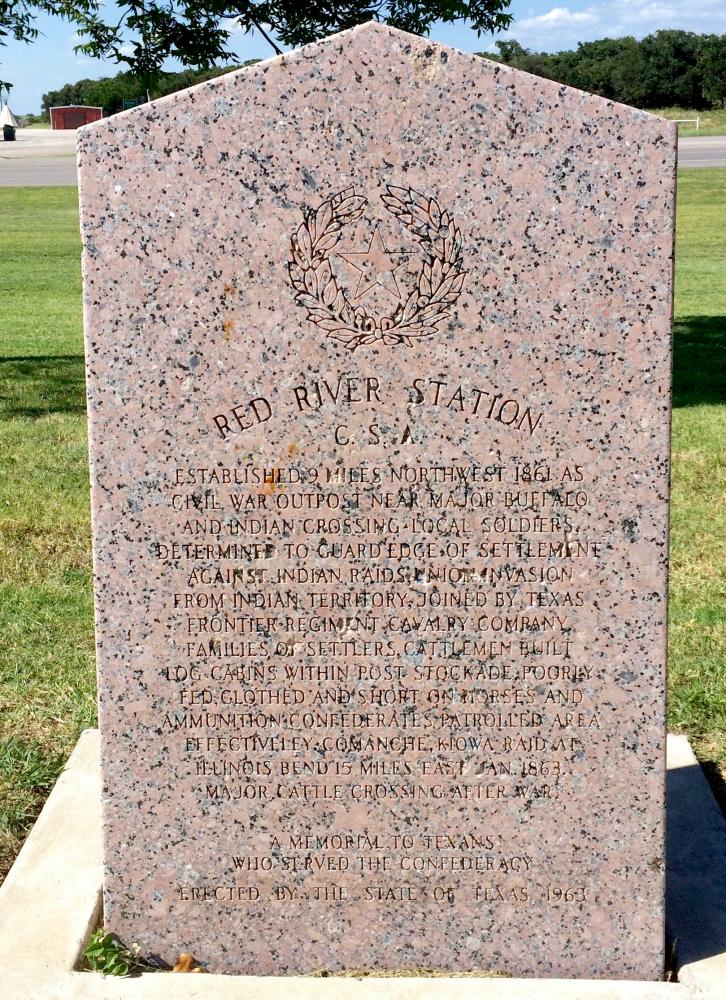 RED RIVER STATION
C. S. A
ESTABLISHED 9 MILES NORTHWEST 1861 AS
CIVIL WAR OUTPOST NEAR MAJOR BUFFALO
AND INDIAN CROSSING. LOCAL SOLDIERS,
DETERMINED TO GUARD EDGE OF SETTLEMENT
AGAINST INDIAN RAIDS, UNION INVASION
FROM INDIAN TERRITORY, JOINED BY TEXAS
FRONTIER REGIMENT CAVALRY COMPANY.
FAMILIES OF SETTLERS, CATTLEMEN BUILT
LOG CABINS WITHIN POST STOCKADE. POORLY
FED, CLOTHED AND SHORT ON HORSES AND
AMMUNITION CONFEDERATES PATROLLED AREA
EFFECTIVELEY. COMANCHE, KIOWA RAID AT
ILLINOIS BEND 15 MILES EAST JAN. 1863.
MAJOR CATTLE CROSSING AFTER WAR.
A MEMORIAL TO TEXANS
WHO SERVED THE CONFEDERACY
ERECTED BY THE STATE OF TEXAS 1963